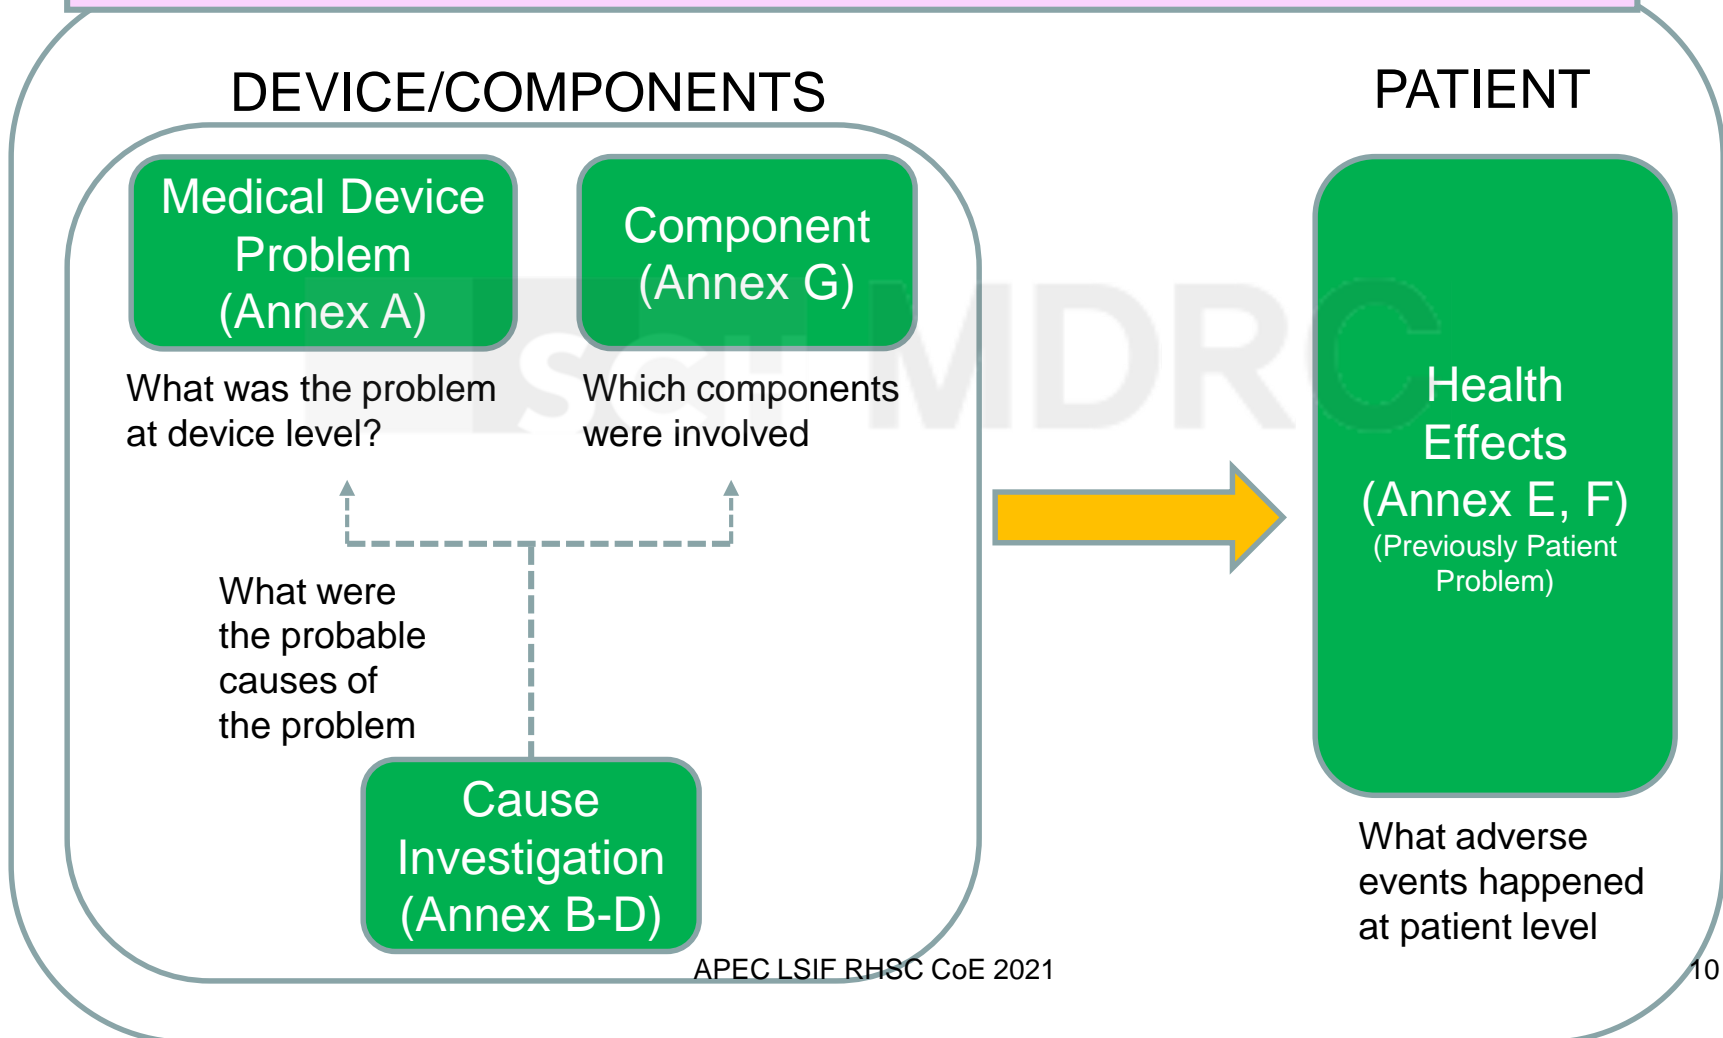 DEVICE/COMPONENTS
PATIENT
Medical Device
Problem
(Annex A)
Component
(Annex G)
What was the problem
at device level?
Which components
were involved
What were
the probable
causes of
the problem
Cause
Investigation
(Annex B-D)
Health
Effects
(Annex E, F)
(Previously Patient
Problem)
What adverse
events happened
at patient level
SCH MDRC
APEC LSIF RHSC CoE 2021
10